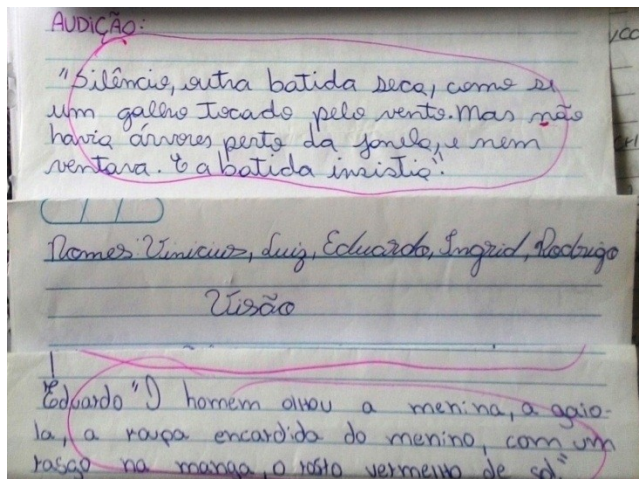 AUDIÇÃO:
"Silêncio, outra batida seca, como se
um galho tocado pelo vento. Mas não
havia árvores perto da janela, e nem
ventava. E a batida insistia".
Nomes: Vinicius, Luiz, Eduardo, Ingrid, Rodrigo
Visão
Eduardo "O homem olhou a menina, a gaio-
la, a roupa encardida do menino, com um
rasgo na manga, o rosto vermelho de sol."